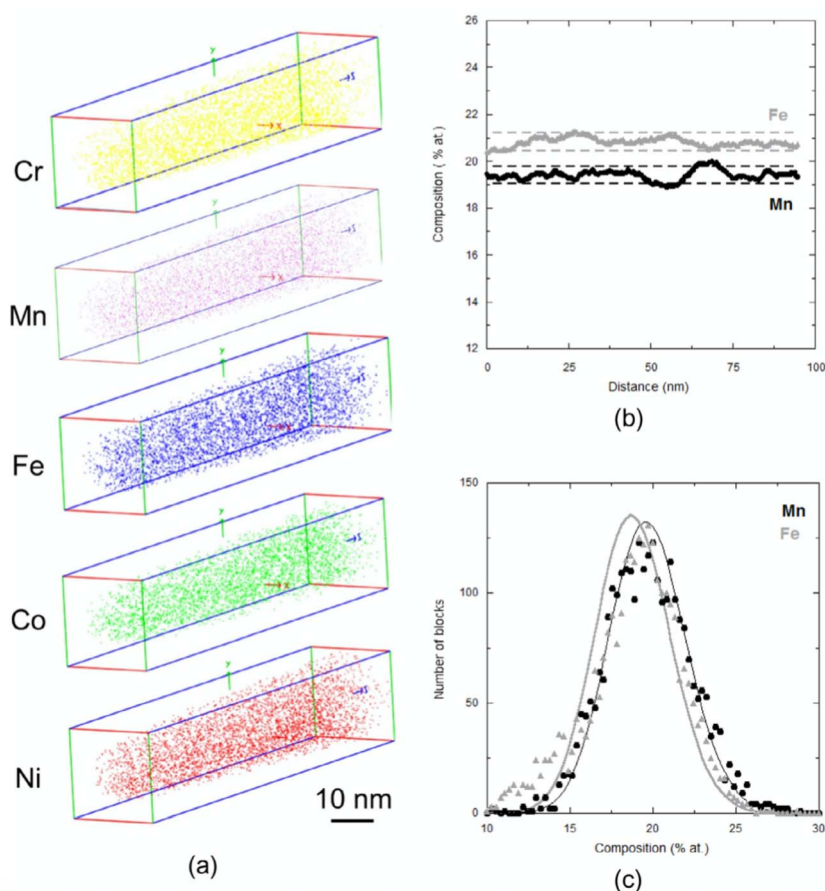 Cr
Mn
Fe
Co
Ni
y
x
y
x
y
y
x
y
10 nm
(a)
26
24
22
20
18
16
14
12
0
25
50
75
100
Composition ( % at.)
Distance (nm)
Fe
Mn
(b)
150
100
50
0
10
15
20
25
30
Number of blocks
Composition (% at.)
Mn
Fe
(c)